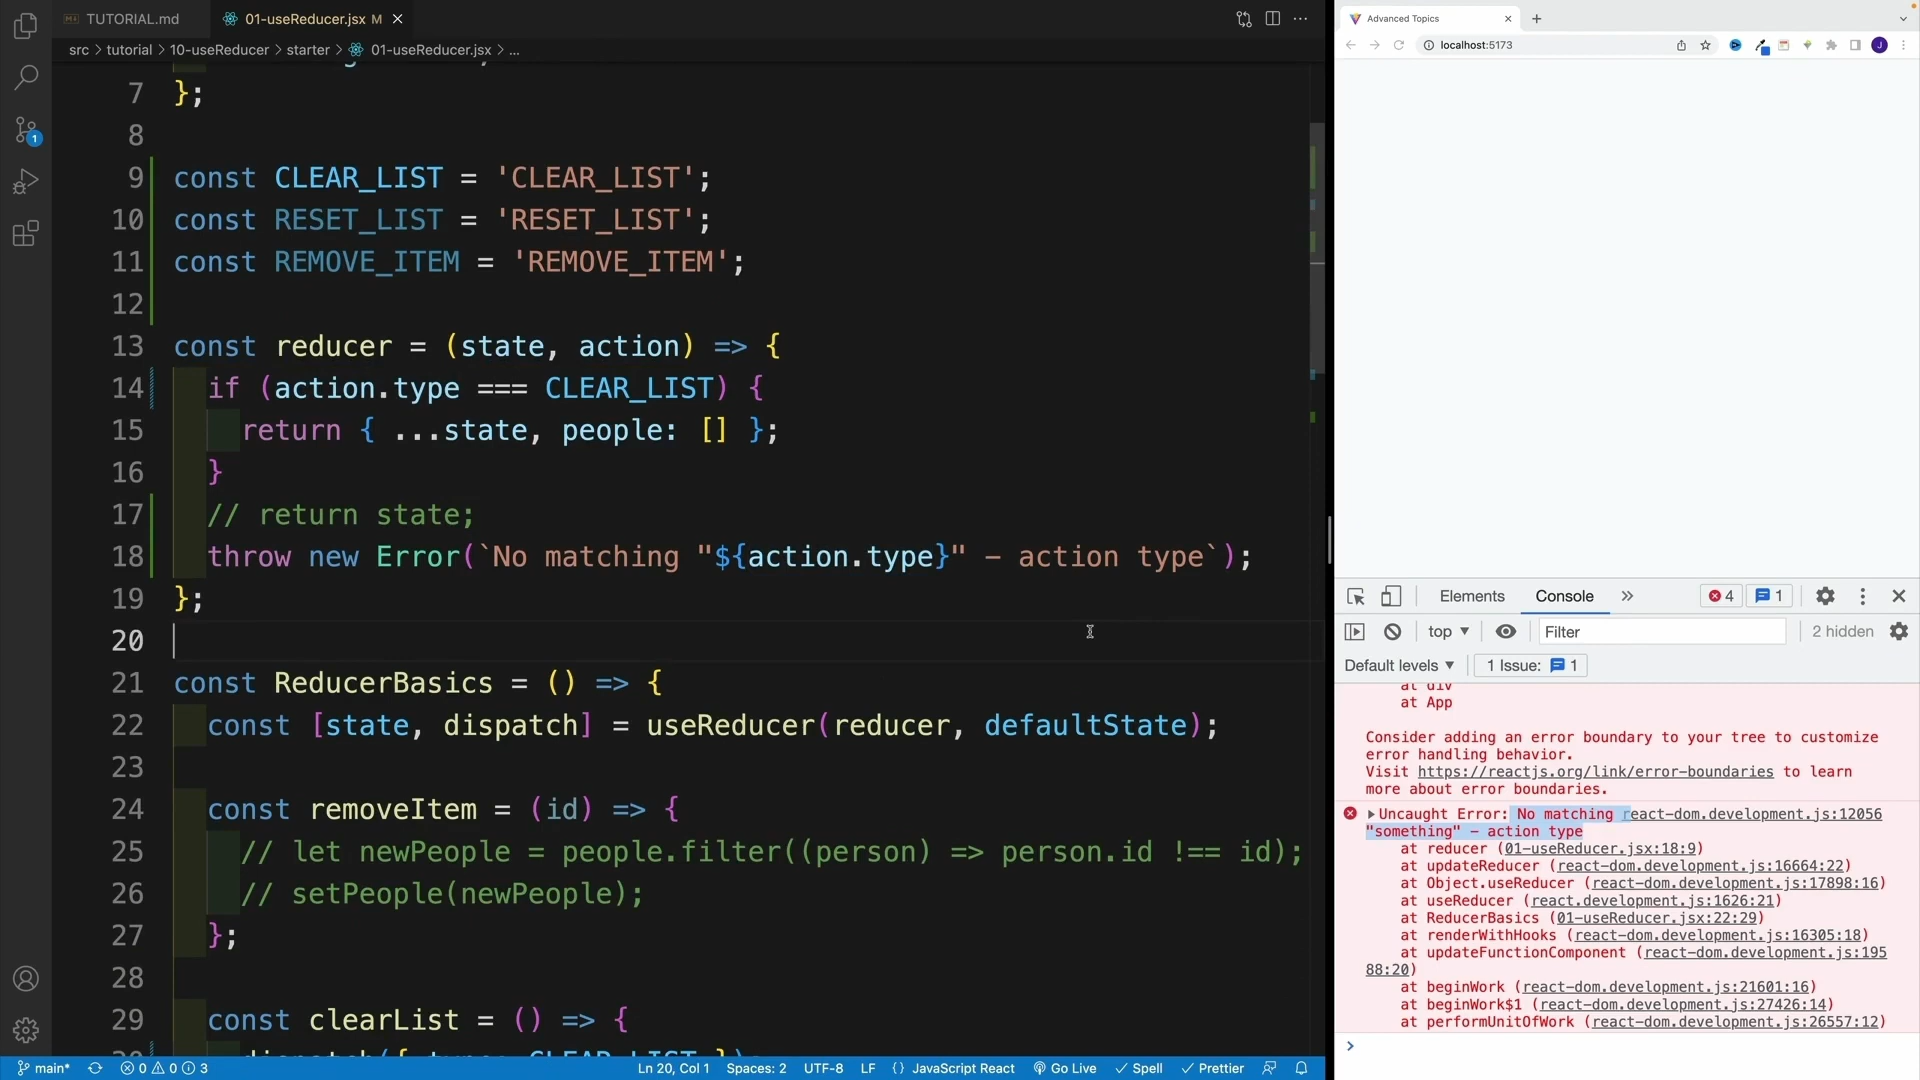 TUTORIAL.md
01-useReducer.jsx M
src > tutorial > 10-useReducer > starter > 01-useReducer.jsx > ...
7 };
8
9 const CLEAR_LIST = 'CLEAR_LIST';
10 const RESET_LIST = 'RESET_LIST';
11 const REMOVE_ITEM = 'REMOVE_ITEM';
12
13 const reducer = (state, action) => {
14 if (action.type === CLEAR_LIST) {
15 return { ...state, people: [] };
16 }
17 // return state;
18 throw new Error(`No matching "${action.type}" - action type`);
19 };
20
21 const ReducerBasics = () => {
22 const [state, dispatch] = useReducer(reducer, defaultState);
23
24 const removeItem = (id) => {
25 // let newPeople = people.filter((person) => person.id !== id);
26 // setPeople(newPeople);
27 };
28
29 const clearList = () => {
1
main*
0 0 3
Ln 20, Col 1
Spaces: 2
UTF-8
LF
{} JavaScript React
Go Live
Spell
Prettier
Advanced Topics
localhost:5173
J
Elements
Console
4
1
top
Filter
2 hidden
Default levels
1 Issue: 1
at div
at App
Consider adding an error boundary to your tree to customize
error handling behavior.
Visit https://reactjs.org/link/error-boundaries to learn
more about error boundaries.
Uncaught Error: No matching react-dom.development.js:12056
"something" - action type
at reducer (01-useReducer.jsx:18:9)
at updateReducer (react-dom.development.js:16664:22)
at Object.useReducer (react-dom.development.js:17898:16)
at useReducer (react.development.js:1626:21)
at ReducerBasics (01-useReducer.jsx:22:29)
at renderWithHooks (react-dom.development.js:16305:18)
at updateFunctionComponent (react-dom.development.js:195
88:20)
at beginWork (react-dom.development.js:21601:16)
at beginWork$1 (react-dom.development.js:27426:14)
at performUnitOfWork (react-dom.development.js:26557:12)